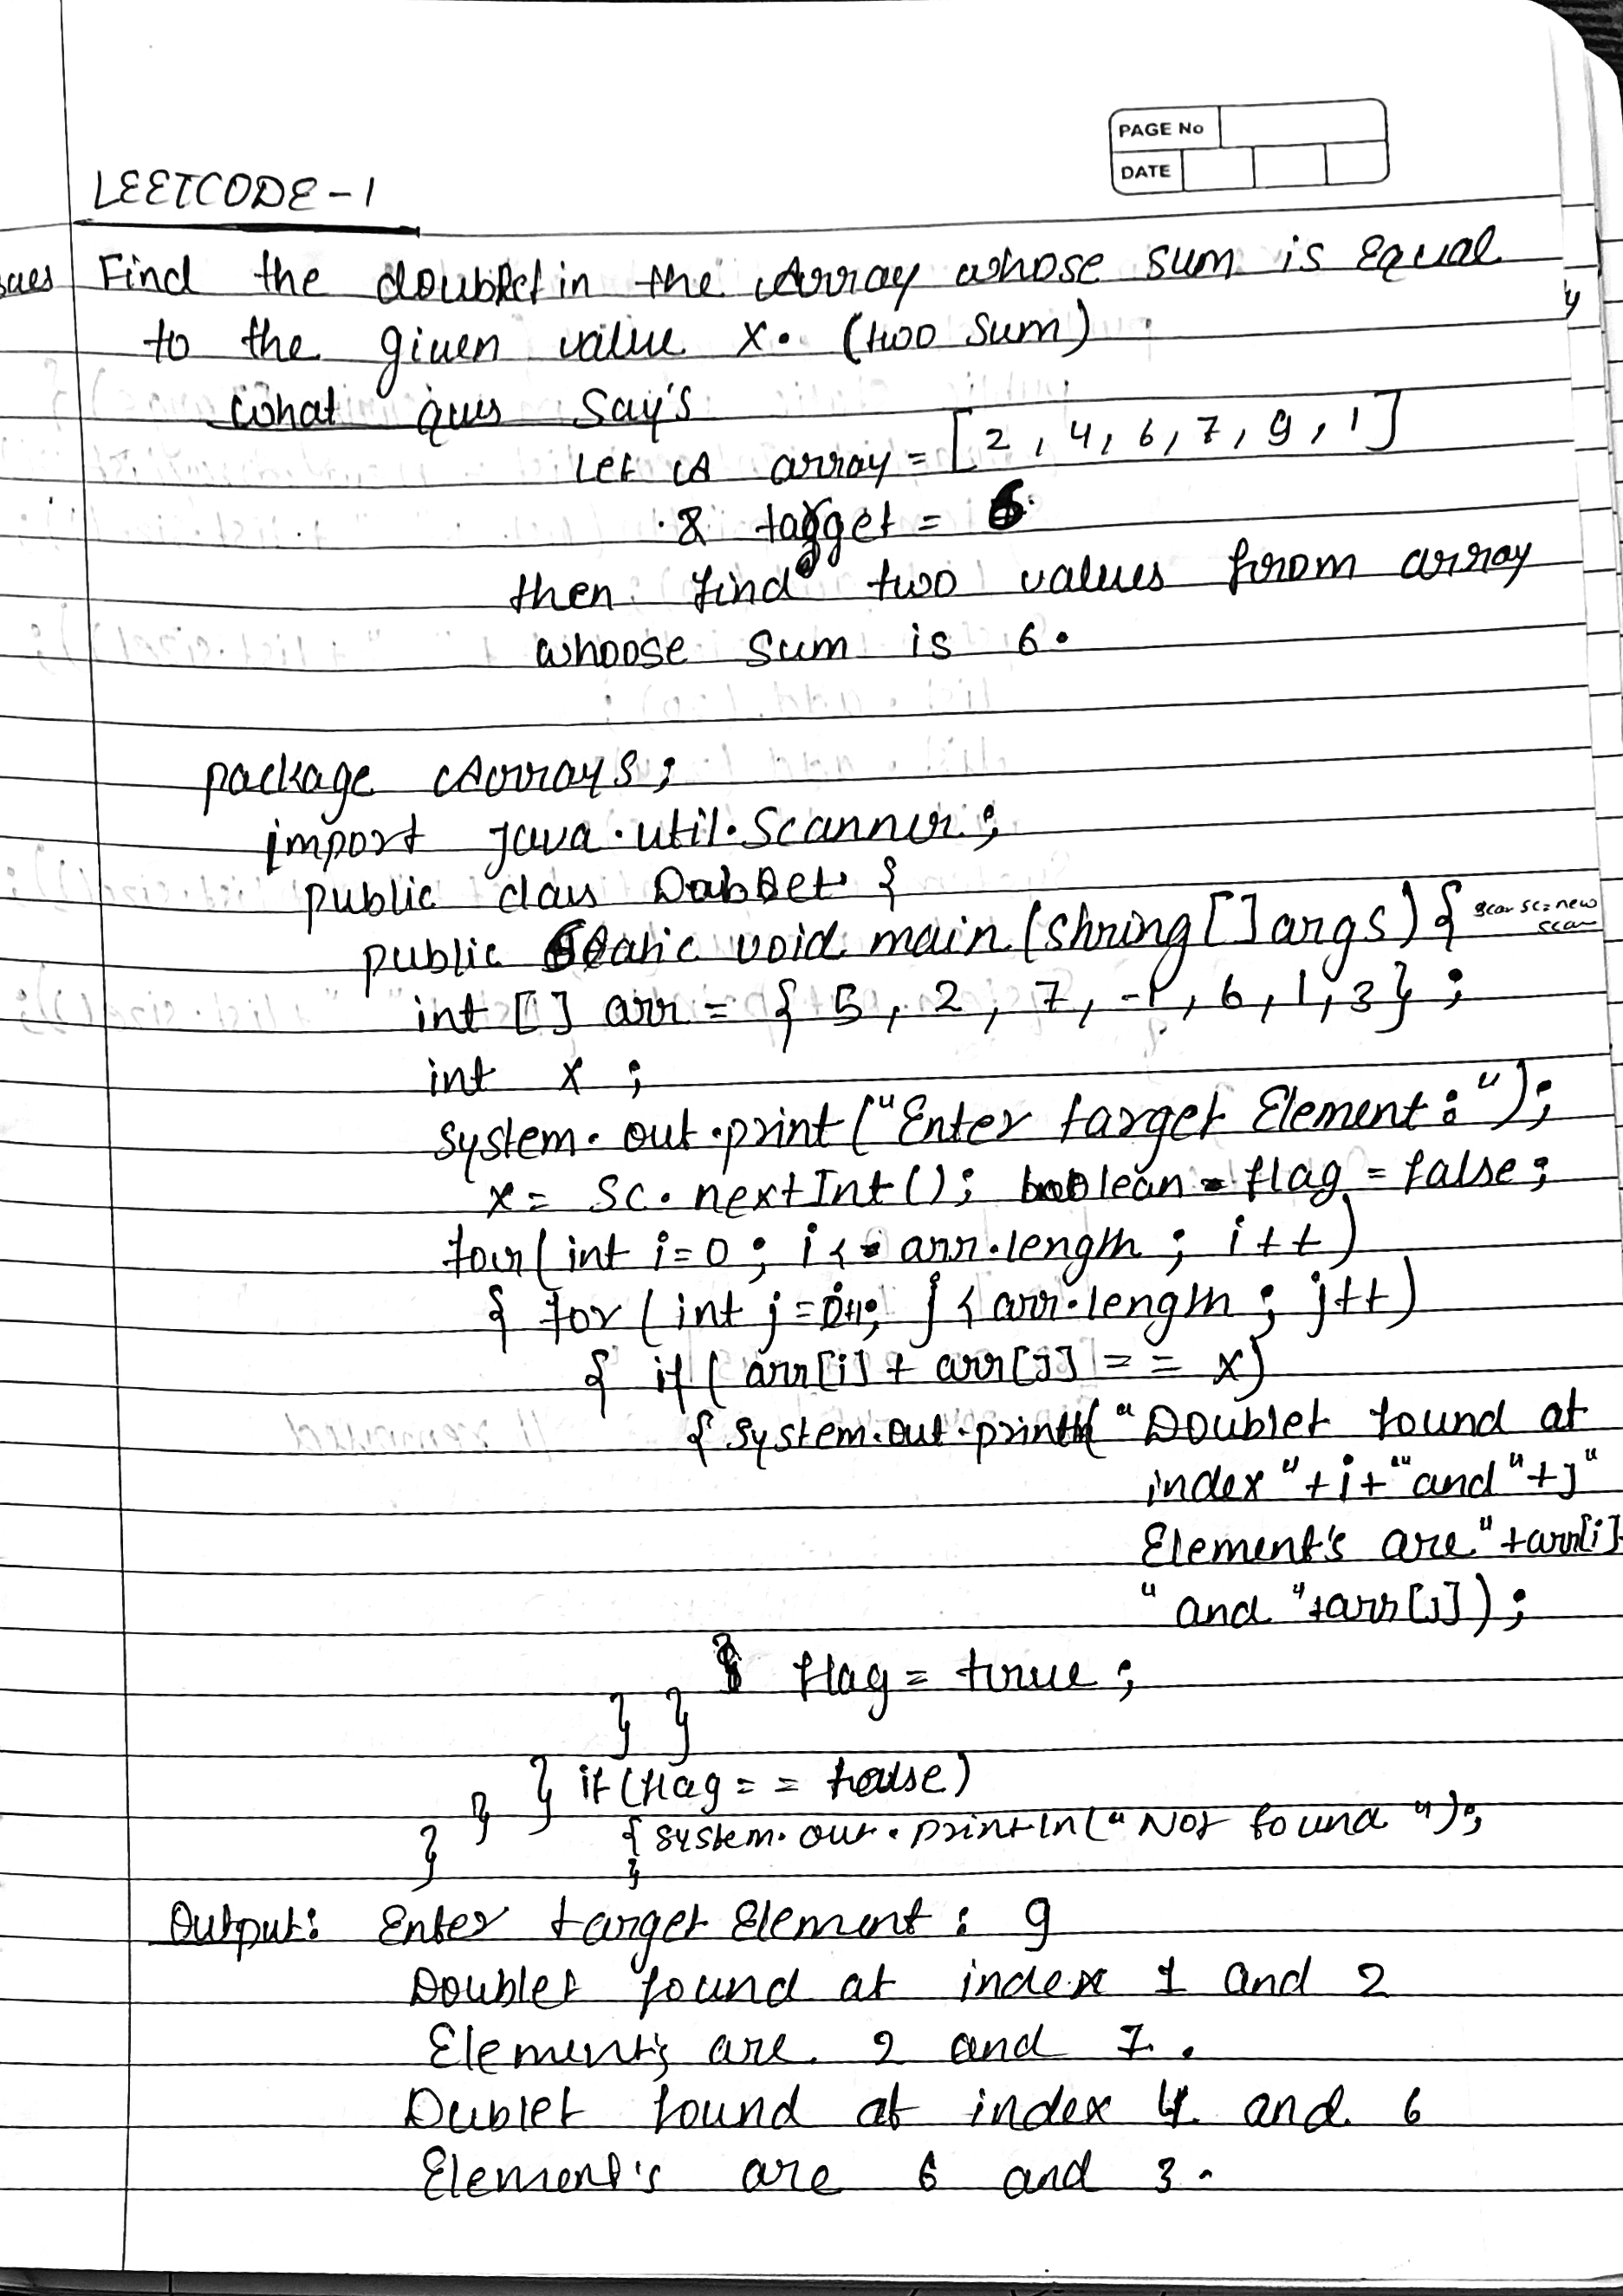 PAGE No
DATE
LEETCODE-1
ques Find the doublet in the Array whose sum is Equal
to the given value x. (two sum)
what ques say's
Let A array = [2, 4, 6, 7, 9, 1]
& target = 6
then find two values from array
whoose sum is 6.
package Arrays;
import java.util.Scanner;
public class Doublet {
public static void main (string [] args) { scan sc = new
scan
int [] arr = { 5, 2, 7, -1, 6, 1, 3 };
int x ;
system.out.print ("Enter target Element : ");
x = sc.nextInt(); boolean flag = false;
for (int i=0; i < arr.length; i++)
{ for (int j = i+1; j < arr.length; j++)
{ if (arr[i] + arr[j] == x)
{ system.out.println( "Doublet found at
index "+i+" "and "+j"
Element's are "+arr[i]+
" and "+arr[j]);
} flag = true;
} }
} if (flag == false)
} } { system.out.println("Not found ");
}
Output: Enter target Element : 9
Doublet found at index 1 and 2
Element's are 2 and 7.
Dublet found at index 4 and 6
Element's are 6 and 3.